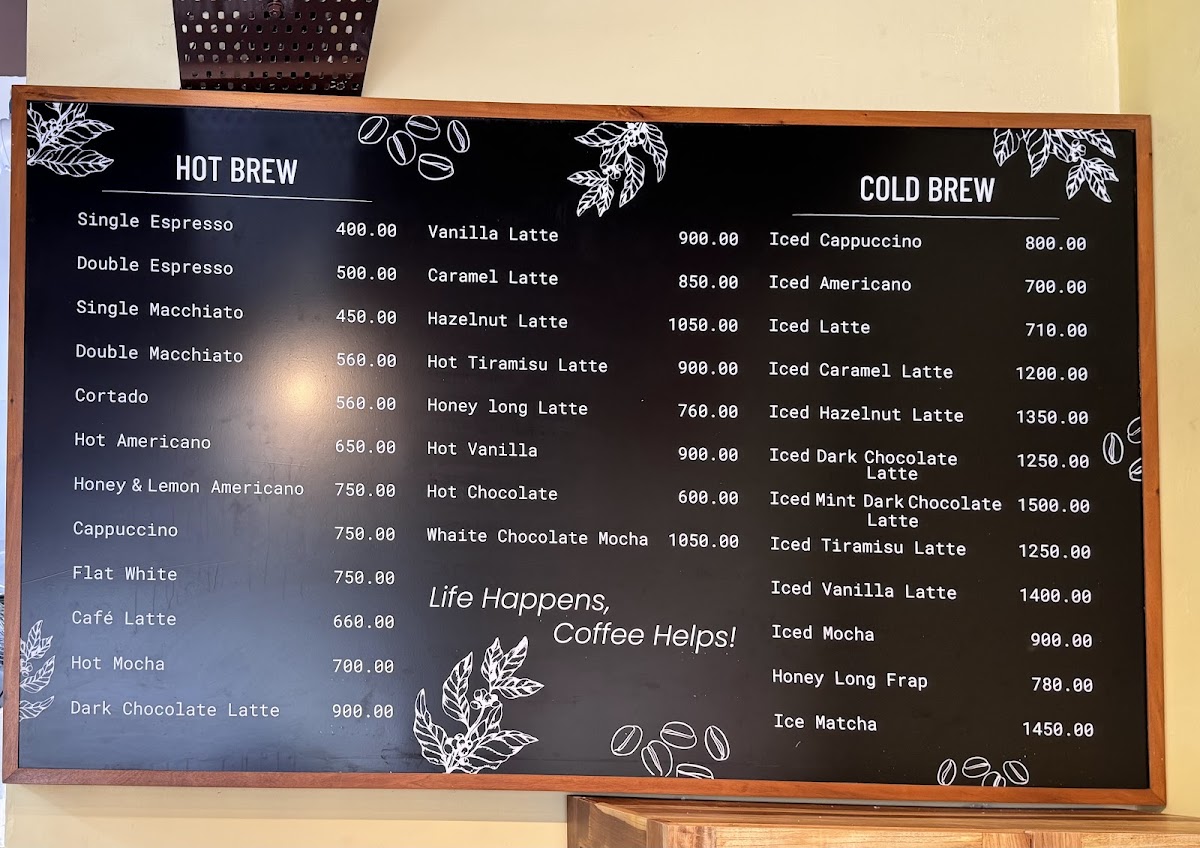 HOT BREW
Single Espresso 400.00
Double Espresso 500.00
Single Macchiato 450.00
Double Macchiato 560.00
Cortado 560.00
Hot Americano 650.00
Honey & Lemon Americano 750.00
Cappuccino 750.00
Flat White 750.00
Café Latte 660.00
Hot Mocha 700.00
Dark Chocolate Latte 900.00
Vanilla Latte 900.00
Caramel Latte 850.00
Hazelnut Latte 1050.00
Hot Tiramisu Latte 900.00
Honey long Latte 760.00
Hot Vanilla 900.00
Hot Chocolate 600.00
Whaite Chocolate Mocha 1050.00
Life Happens,
Coffee Helps!
COLD BREW
Iced Cappuccino 800.00
Iced Americano 700.00
Iced Latte 710.00
Iced Caramel Latte 1200.00
Iced Hazelnut Latte 1350.00
Iced Dark Chocolate 1250.00
Latte
Iced Mint Dark Chocolate 1500.00
Latte
Iced Tiramisu Latte 1250.00
Iced Vanilla Latte 1400.00
Iced Mocha 900.00
Honey Long Frap 780.00
Ice Matcha 1450.00